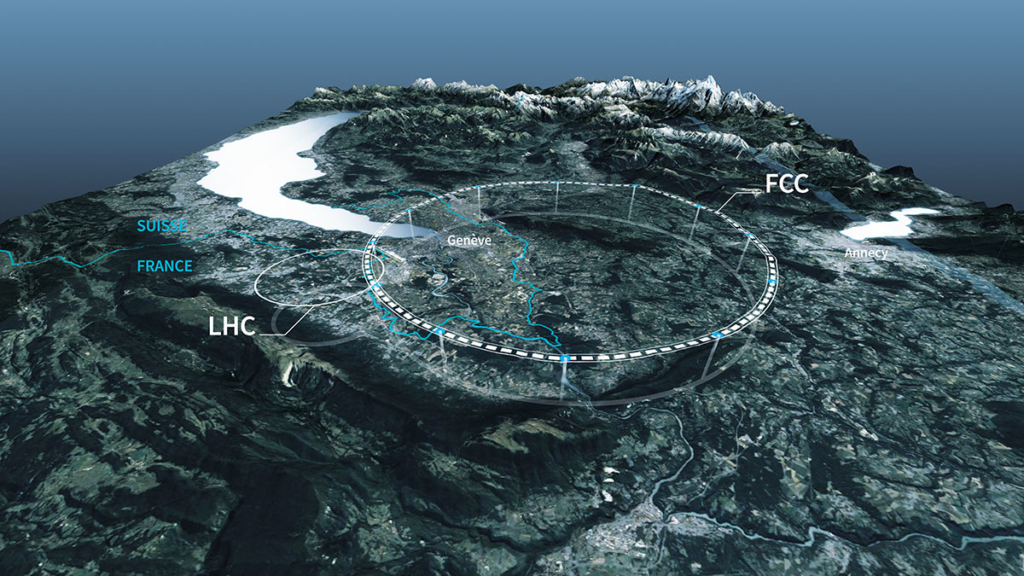 FCC
SUISSE
Genève
Annecy
FRANCE
LHC